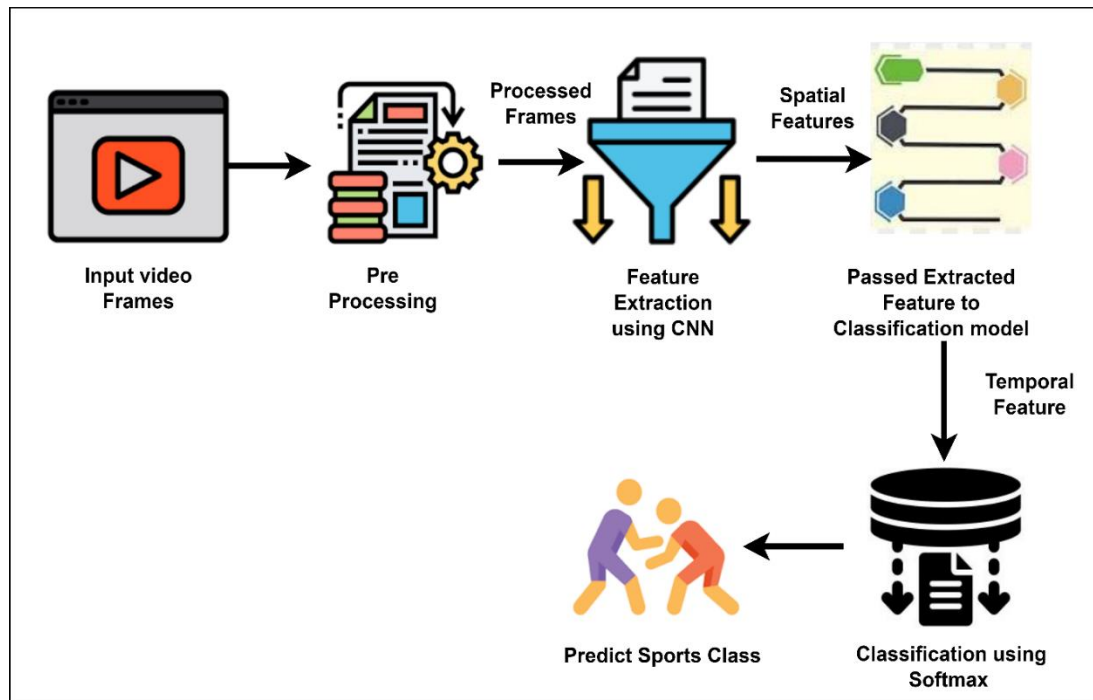 Input video
Frames
Pre
Processing
Processed
Frames
Feature
Extraction
using CNN
Spatial
Features
Passed Extracted
Feature to
Classification model
Temporal
Feature
Classification using
Softmax
Predict Sports Class